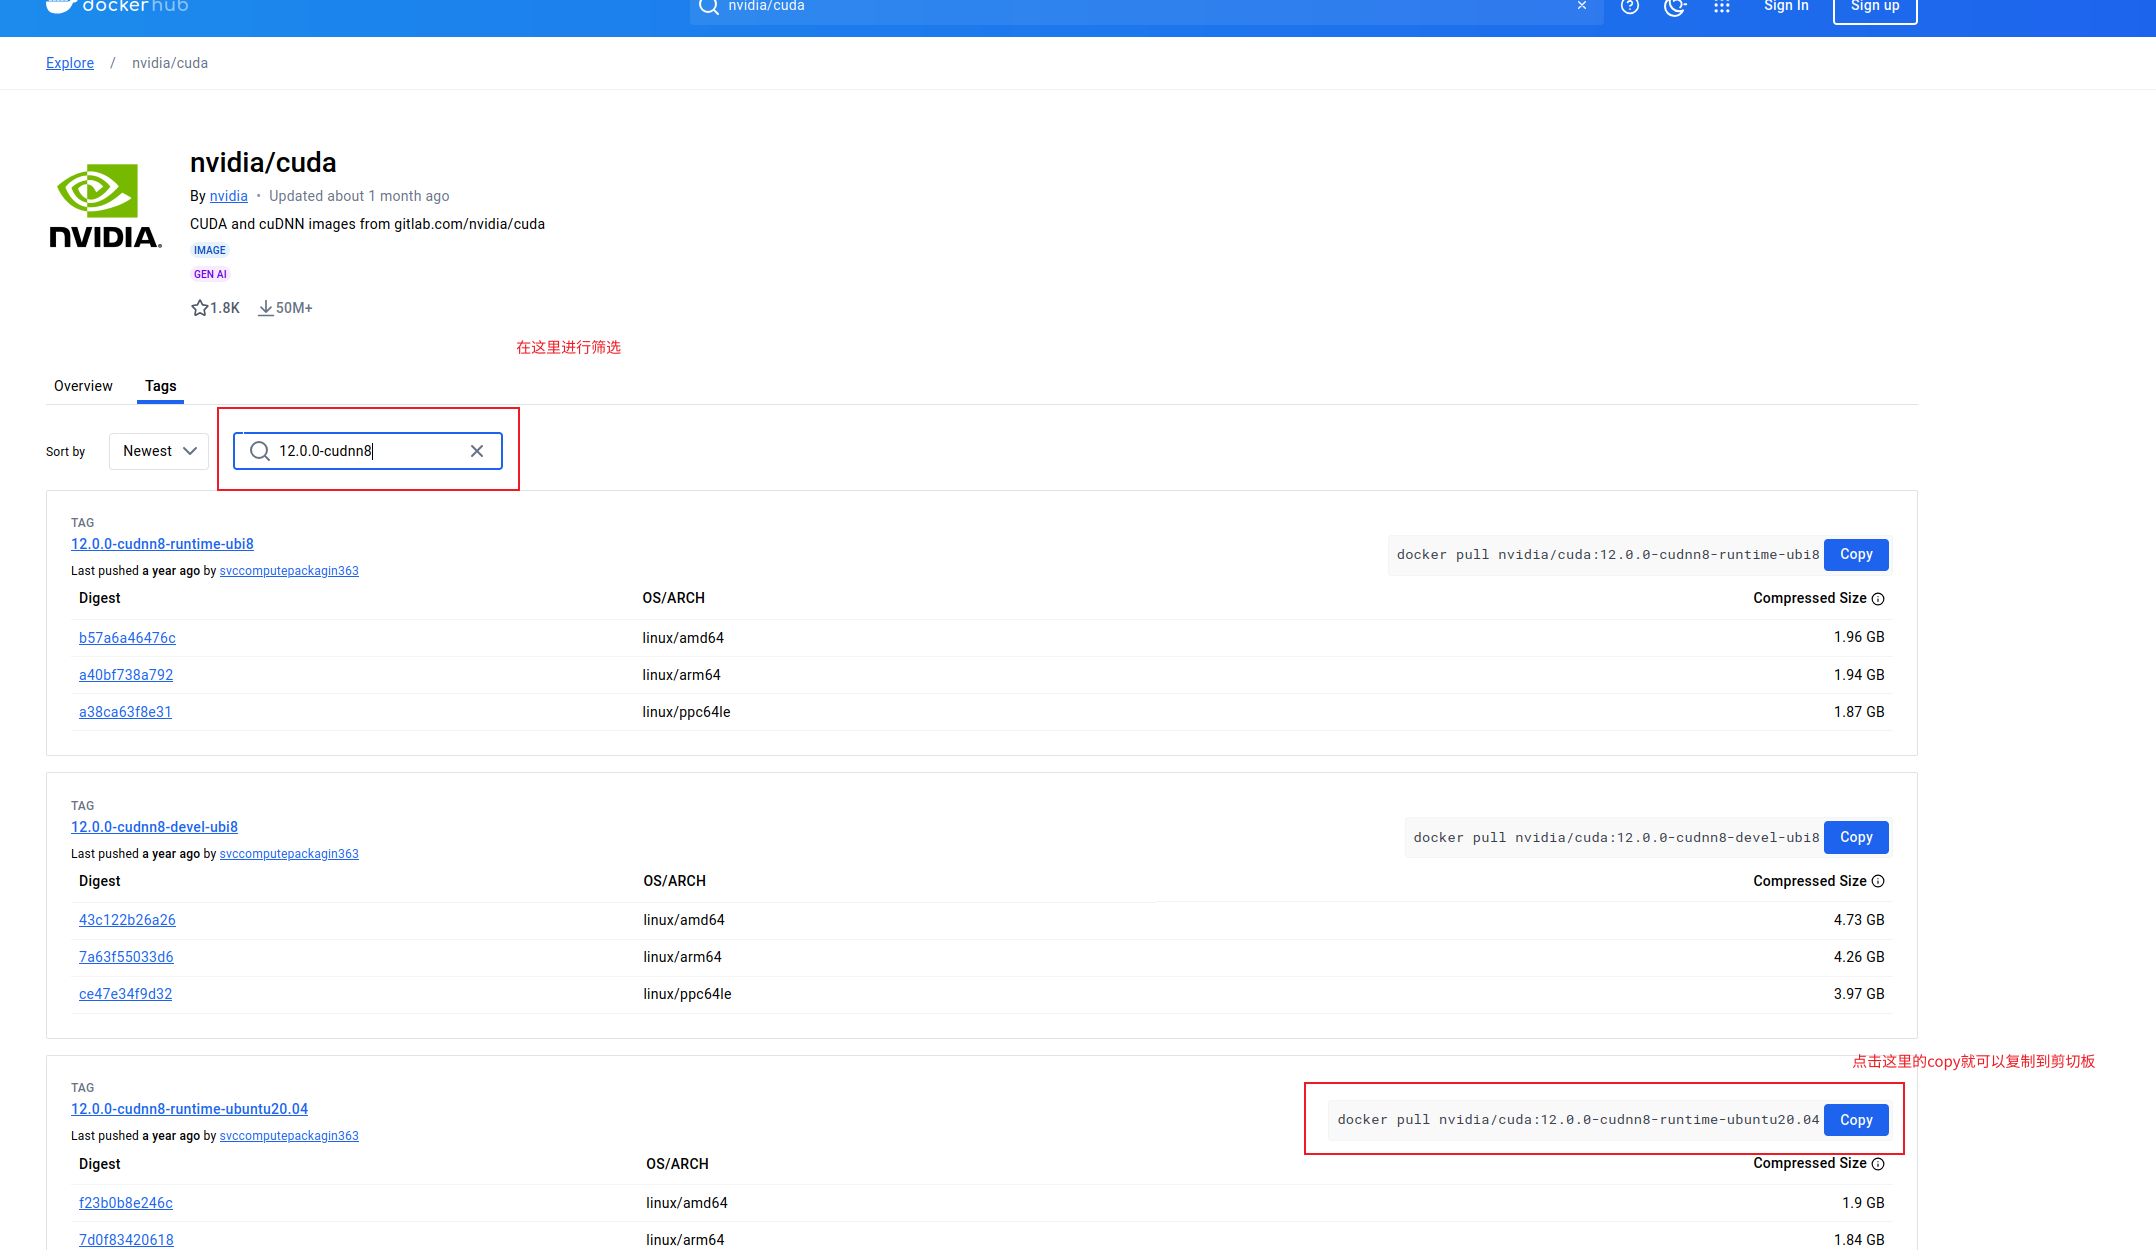 dockerhub
nvidia/cuda
Sign In
Sign up
Explore / nvidia/cuda
nvidia/cuda
By nvidia • Updated about 1 month ago
CUDA and cuDNN images from gitlab.com/nvidia/cuda
NVIDIA.
IMAGE
GEN AI
1.8K 50M+
在这里进行筛选
Overview Tags
Sort by Newest 12.0.0-cudnn8
TAG
12.0.0-cudnn8-runtime-ubi8
docker pull nvidia/cuda:12.0.0-cudnn8-runtime-ubi8 Copy
Last pushed a year ago by svccomputepackagin363
Digest OS/ARCH Compressed Size
b57a6a46476c linux/amd64 1.96 GB
a40bf738a792 linux/arm64 1.94 GB
a38ca63f8e31 linux/ppc64le 1.87 GB
TAG
12.0.0-cudnn8-devel-ubi8
docker pull nvidia/cuda:12.0.0-cudnn8-devel-ubi8 Copy
Last pushed a year ago by svccomputepackagin363
Digest OS/ARCH Compressed Size
43c122b26a26 linux/amd64 4.73 GB
7a63f55033d6 linux/arm64 4.26 GB
ce47e34f9d32 linux/ppc64le 3.97 GB
点击这里的copy就可以复制到剪切板
TAG
12.0.0-cudnn8-runtime-ubuntu20.04
docker pull nvidia/cuda:12.0.0-cudnn8-runtime-ubuntu20.04 Copy
Last pushed a year ago by svccomputepackagin363
Digest OS/ARCH Compressed Size
f23b0b8e246c linux/amd64 1.9 GB
7d0f83420618 linux/arm64 1.84 GB